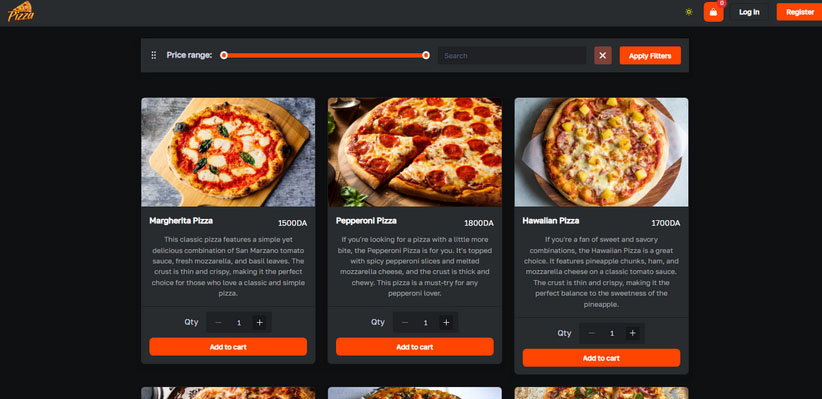 Pizza
0
Log in
Register
Price range:
Search
Apply Filters
Margherita Pizza
1500DA
This classic pizza features a simple yet
delicious combination of San Marzano tomato
sauce, fresh mozzarella, and basil leaves. The
crust is thin and crispy, making it the perfect
choice for those who love a classic and simple
pizza.
Qty
1
Add to cart
Pepperoni Pizza
1800DA
If you're looking for a pizza with a little more
bite, the Pepperoni Pizza is for you. It's topped
with spicy pepperoni slices and melted
mozzarella cheese, and the crust is thick and
chewy. This pizza is a must-try for any
pepperoni lover.
Qty
1
Add to cart
Hawaiian Pizza
1700DA
If you're a fan of sweet and savory
combinations, the Hawaiian Pizza is a great
choice. It features pineapple chunks, ham, and
mozzarella cheese on a classic tomato sauce.
The crust is thin and crispy, making it the
perfect balance to the sweetness of the
pineapple.
Qty
1
Add to cart